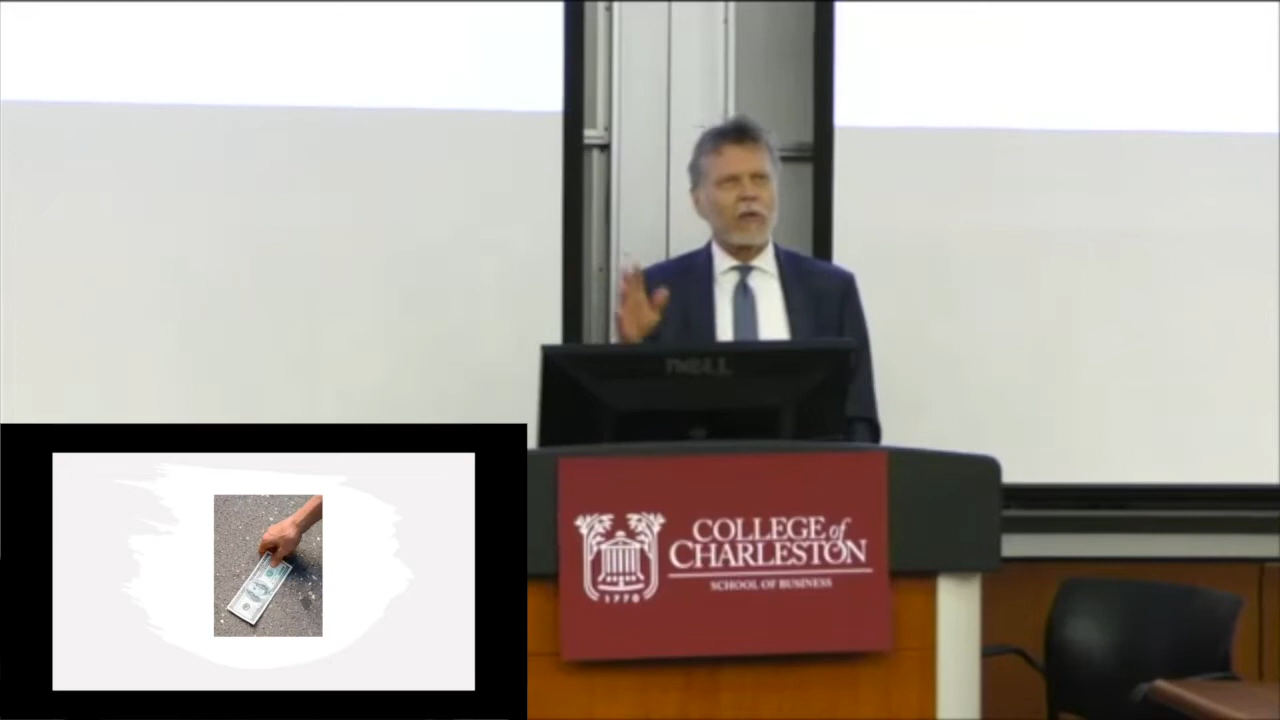 DELL
COLLEGE of
CHARLESTON
SCHOOL OF BUSINESS
1770